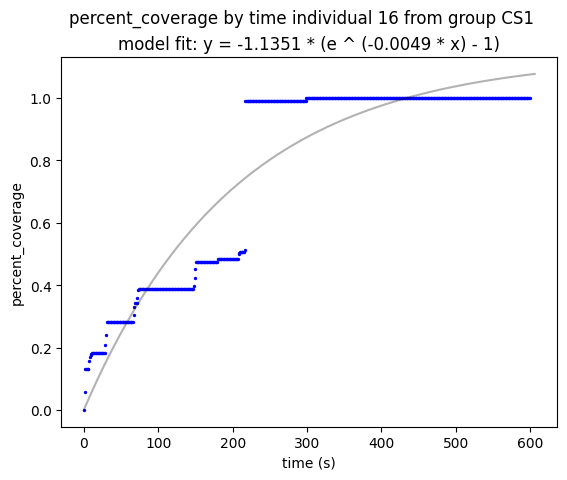 percent_coverage by time individual 16 from group CS1
model fit: y = -1.1351 * (e ^ (-0.0049 * x) - 1)
1.0
0.8
0.6
0.4
0.2
0.0
percent_coverage
0 100 200 300 400 500 600
time (s)